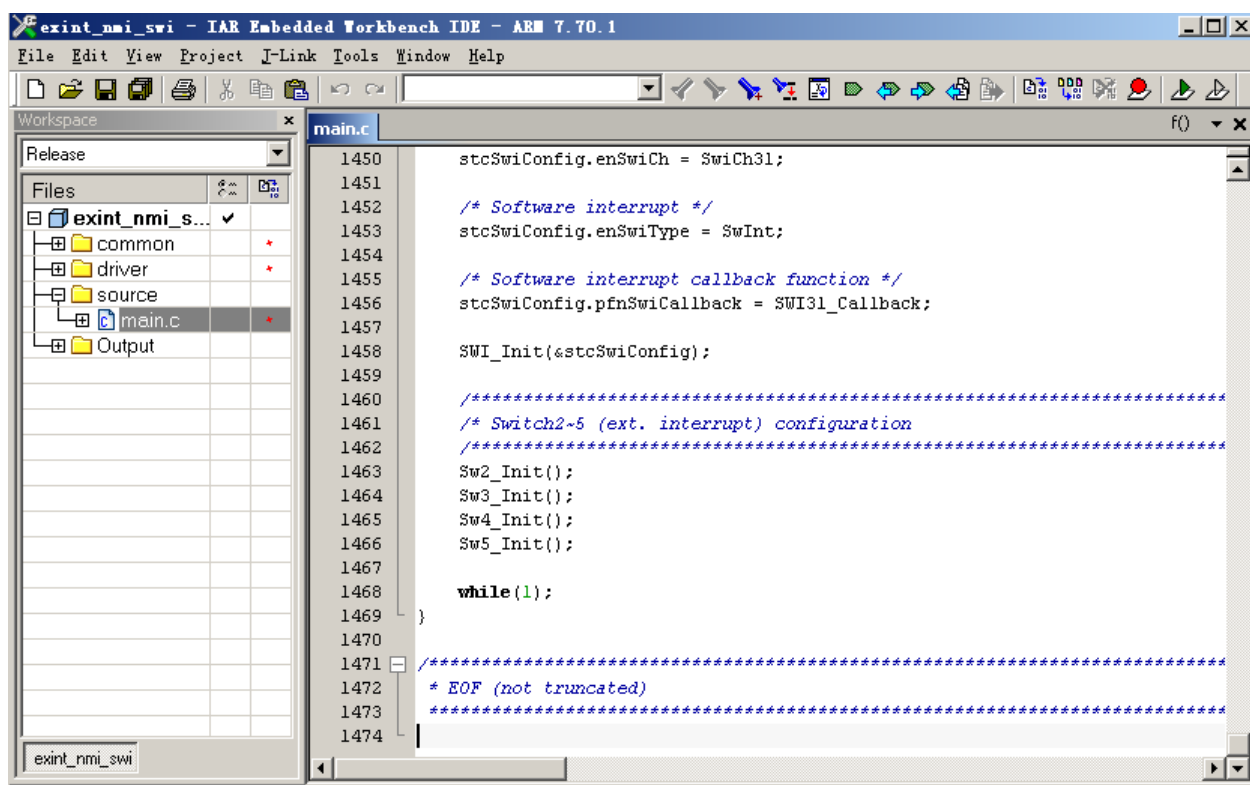 exint_nmi_swi - IAR Embedded Workbench IDE - ARM 7.70.1
File Edit View Project J-Link Tools Window Help
Workspace
Release
Files
exint_nmi_s...
common
driver
source
main.c
Output
exint_nmi_swi
main.c
f()
1450 stcSwiConfig.enSwiCh = SwiCh31;
1451
1452 /* Software interrupt */
1453 stcSwiConfig.enSwiType = SwInt;
1454
1455 /* Software interrupt callback function */
1456 stcSwiConfig.pfnSwiCallback = SWI31_Callback;
1457
1458 SWI_Init(&stcSwiConfig);
1459
1460 /*************************************************************************
1461 /* Switch2~5 (ext. interrupt) configuration
1462 /*************************************************************************
1463 Sw2_Init();
1464 Sw3_Init();
1465 Sw4_Init();
1466 Sw5_Init();
1467
1468 while(1);
1469 }
1470
1471 /*****************************************************************************
1472 * EOF (not truncated)
1473 *****************************************************************************
1474